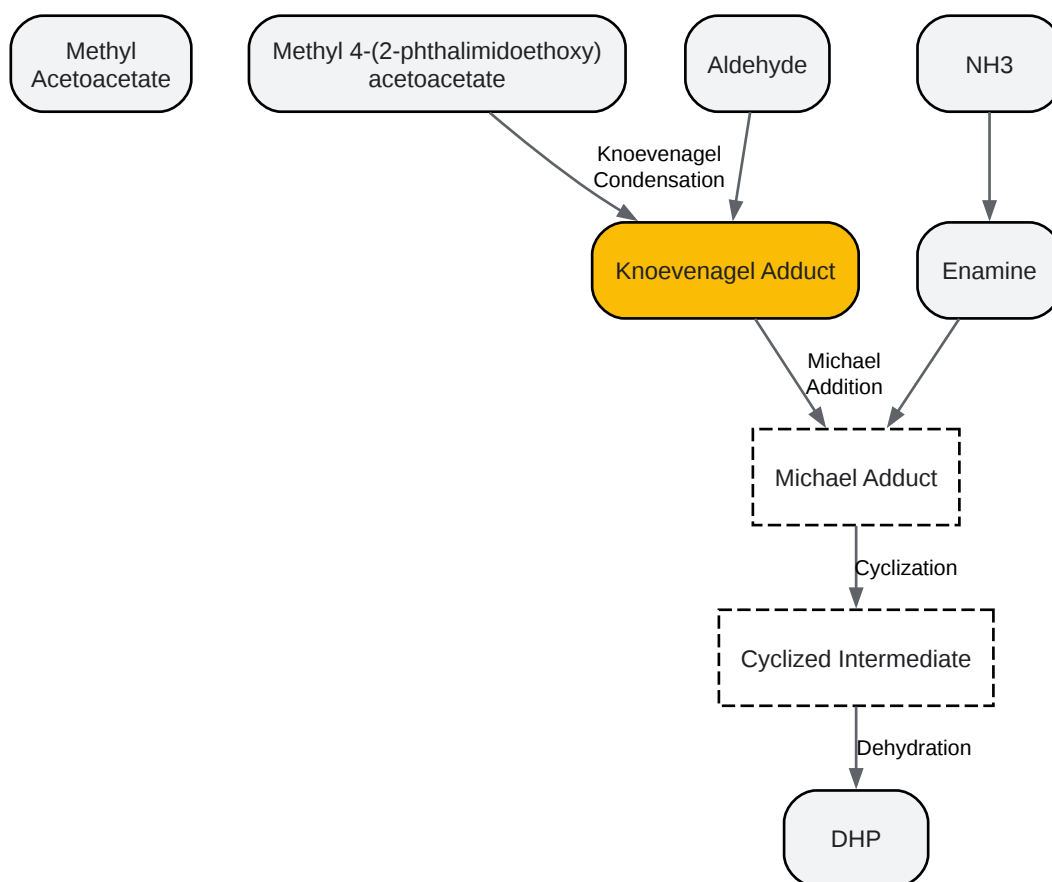 Methyl
Acetoacetate
Methyl 4-(2-phthalimidoethoxy)
acetoacetate
Aldehyde
NH3
Knoevenagel
Condensation
Knoevenagel Adduct
Enamine
Michael
Addition
Michael Adduct
Cyclization
Cyclized Intermediate
Dehydration
DHP